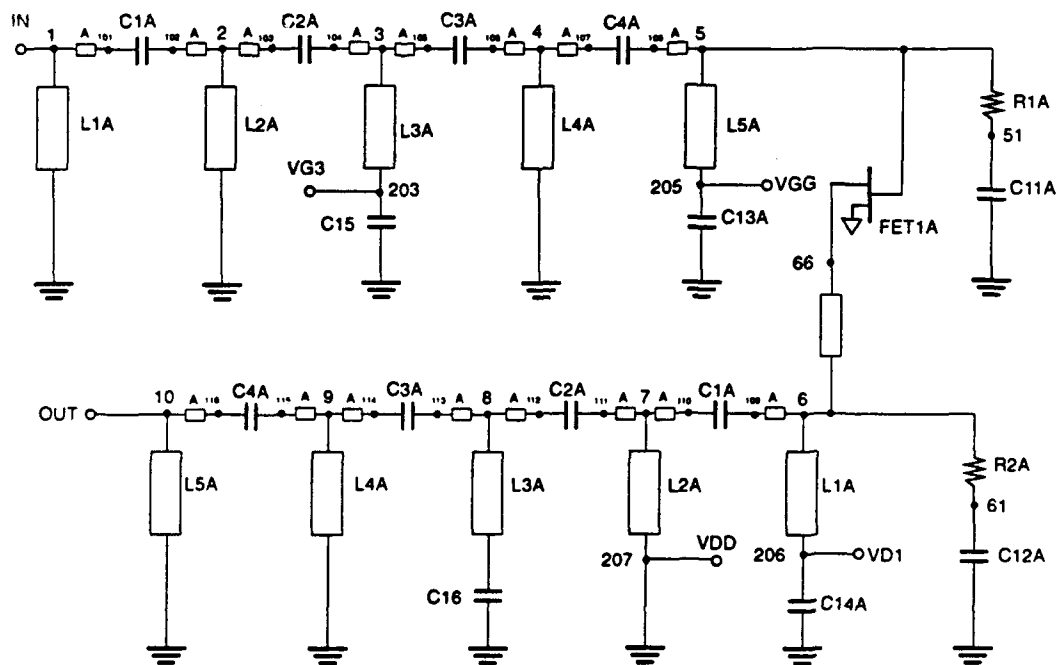 IN 1 A 101 C1A 102 A 2 A 103 C2A 104 A 3 A 105 C3A 106 A 4 A 107 C4A 108 A 5
L1A L2A L3A L4A L5A R1A
51
VG3 203 205 VGG C11A
C15 C13A FET1A
66
OUT 10 A 116 C4A A 9 A 114 C3A 113 A 8 A 112 C2A 111 A 7 A 110 C1A 109 A 6
L5A L4A L3A L2A L1A R2A
61
207 VDD 206 VD1 C12A
C16 C14A